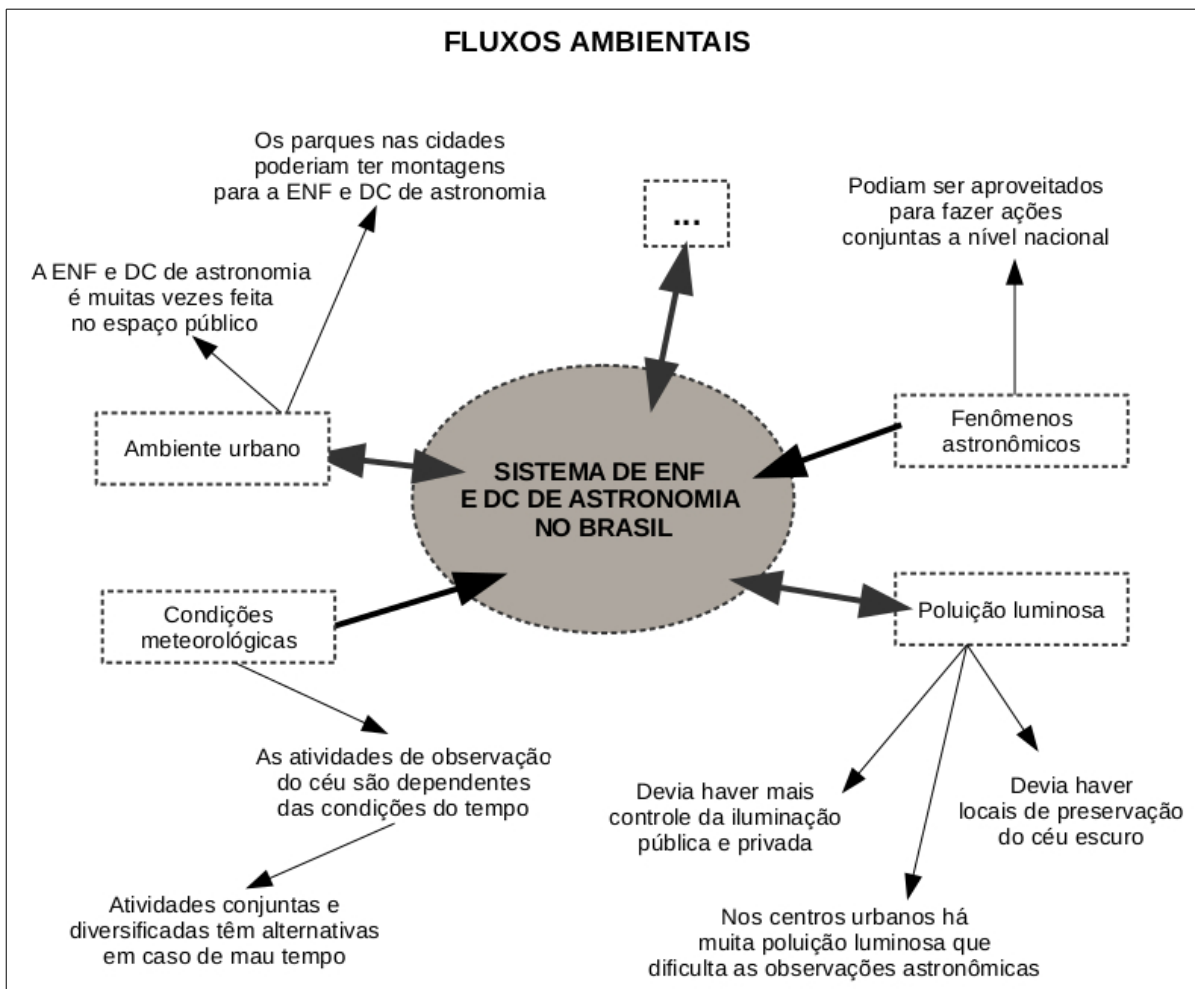 FLUXOS AMBIENTAIS
Os parques nas cidades
poderiam ter montagens
para a ENF e DC de astronomia
...
Podiam ser aproveitados
para fazer ações
conjuntas a nível nacional
A ENF e DC de astronomia
é muitas vezes feita
no espaço público
Ambiente urbano
Fenômenos
astronômicos
SISTEMA DE ENF
E DC DE ASTRONOMIA
NO BRASIL
Condições
meteorológicas
Poluição luminosa
As atividades de observação
do céu são dependentes
das condições do tempo
Devia haver mais
controle da iluminação
pública e privada
Devia haver
locais de preservação
do céu escuro
Atividades conjuntas e
diversificadas têm alternativas
em caso de mau tempo
Nos centros urbanos há
muita poluição luminosa que
dificulta as observações astronômicas